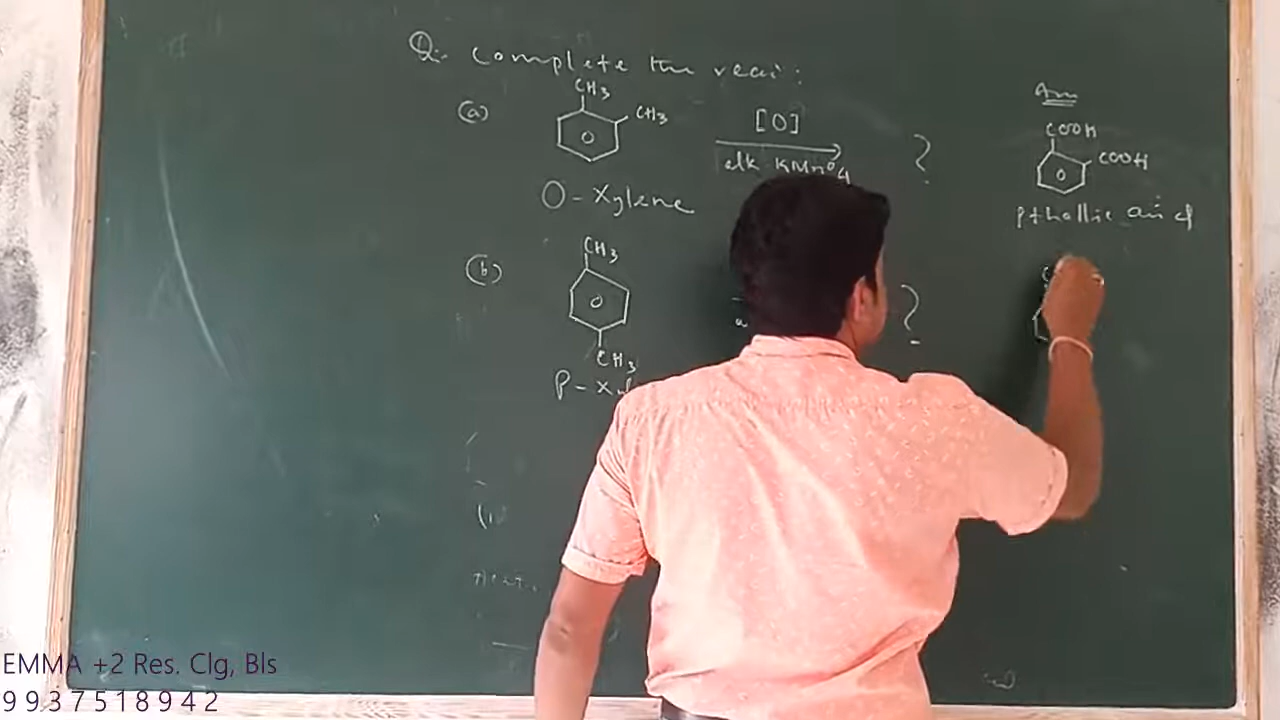 Q. Complete the reac:
(a)
CH3
CH3
[O]
alk KMnO4
?
O - Xylene
(b)
CH3
CH3
?
P - Xyl
Ans
COOH
COOH
pthallic acid
EMMA +2 Res. Clg, Bls
9937518942